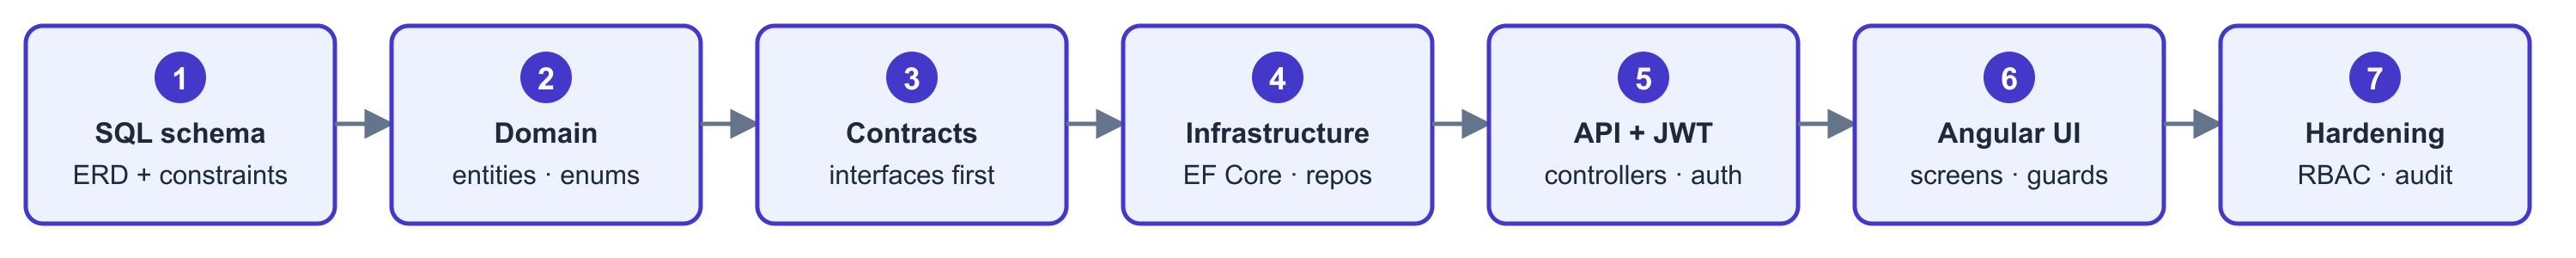 1
SQL schema
ERD + constraints
2
Domain
entities · enums
3
Contracts
interfaces first
4
Infrastructure
EF Core · repos
5
API + JWT
controllers · auth
6
Angular UI
screens · guards
7
Hardening
RBAC · audit